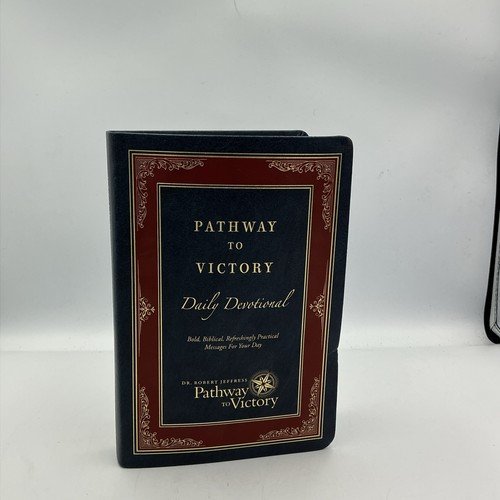 PATHWAY
TO
VICTORY
Daily Devotional
Bold, Biblical, Refreshingly Practical
Messages For Your Day
DR. ROBERT JEFFRESS
Pathway
TO Victory